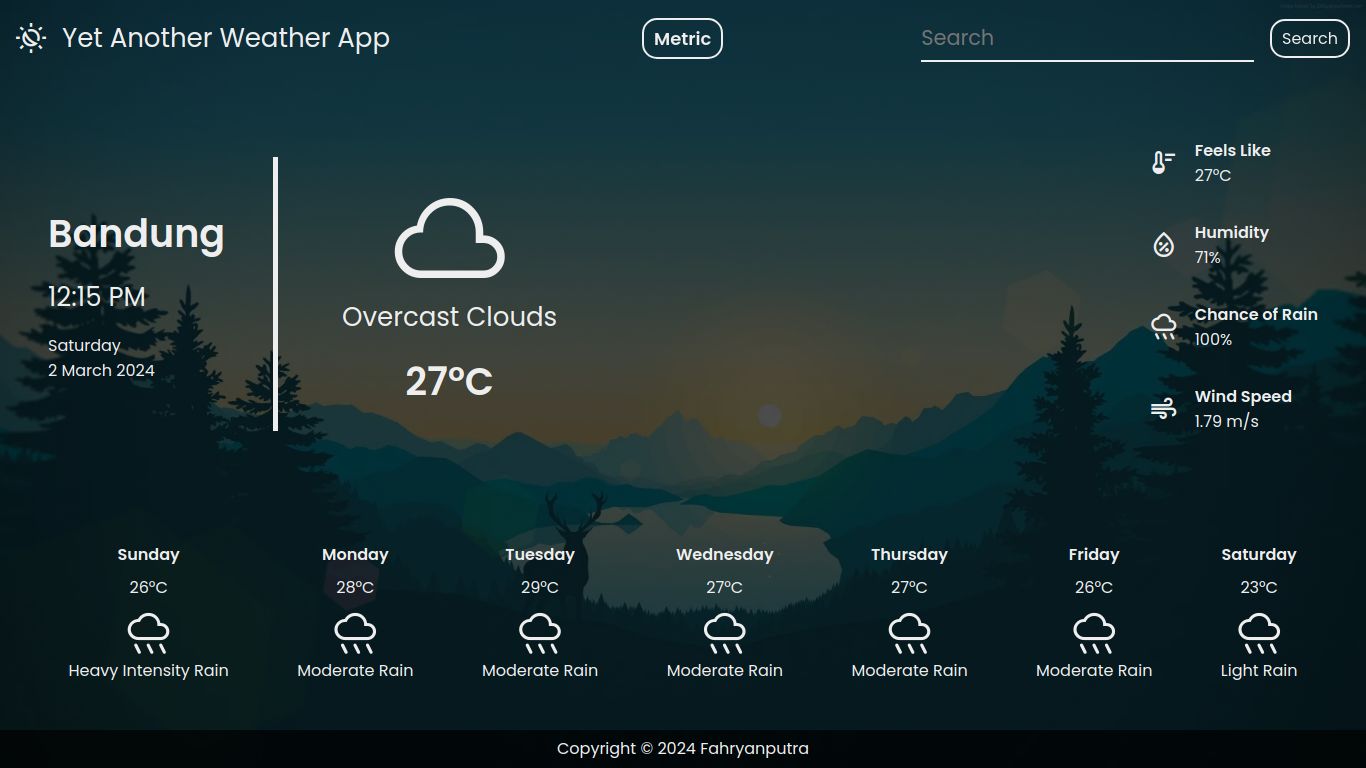 Yet Another Weather App
Metric
Search
Search
Bandung
12:15 PM
Saturday
2 March 2024
Overcast Clouds
27°C
Feels Like
27°C
Humidity
71%
Chance of Rain
100%
Wind Speed
1.79 m/s
Sunday
26°C
Heavy Intensity Rain
Monday
28°C
Moderate Rain
Tuesday
29°C
Moderate Rain
Wednesday
27°C
Moderate Rain
Thursday
27°C
Moderate Rain
Friday
26°C
Moderate Rain
Saturday
23°C
Light Rain
Copyright © 2024 Fahryanputra